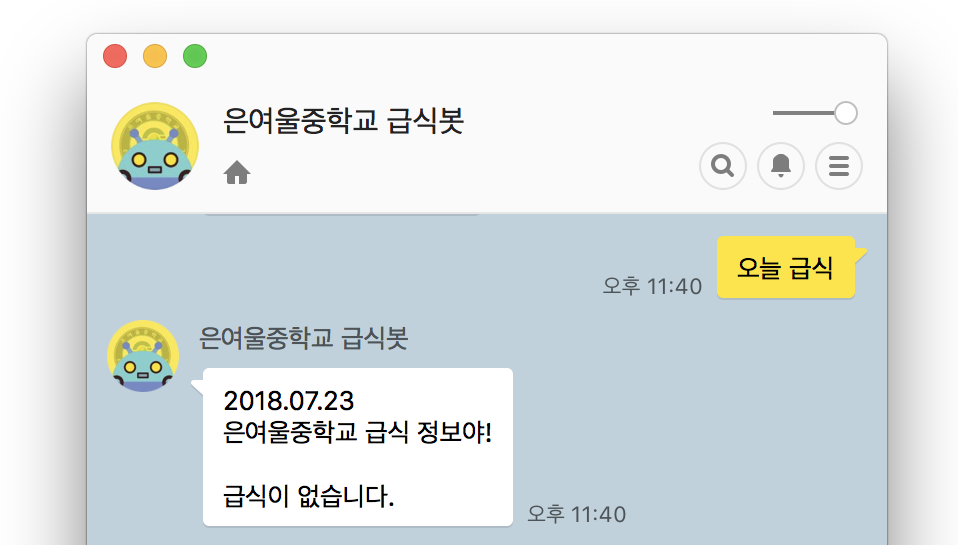 은여울중학교 급식봇
오늘 급식
오후 11:40
은여울중학교 급식봇
2018.07.23
은여울중학교 급식 정보야!
급식이 없습니다.
오후 11:40